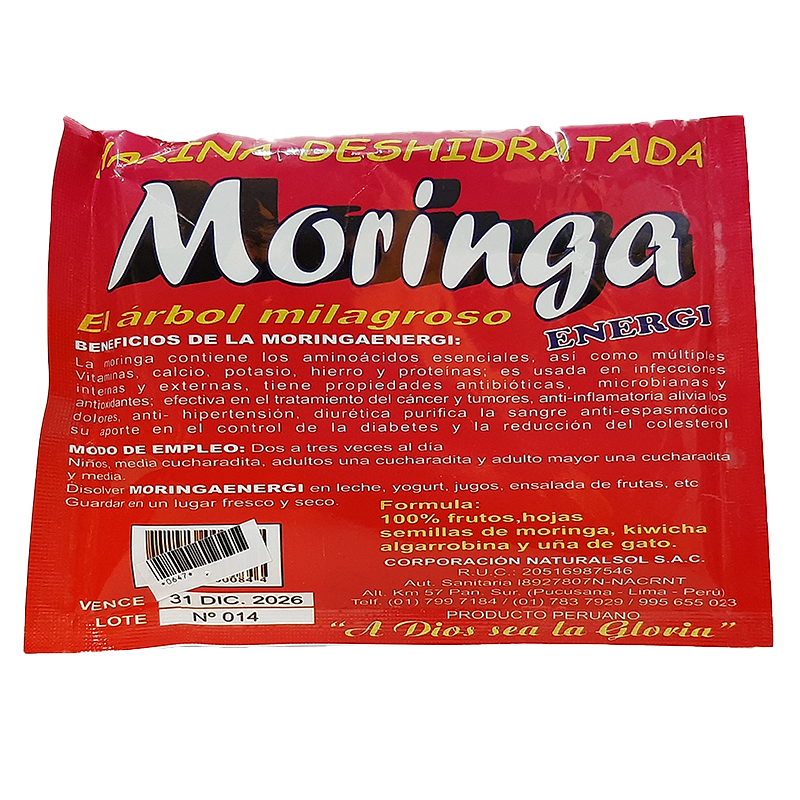 HARINA DESHIDRATADA
Moringa
El árbol milagroso
ENERGI
BENEFICIOS DE LA MORINGAENERGI:
La moringa contiene los aminoácidos esenciales, así como múltiples
Vitaminas, calcio, potasio, hierro y proteínas; es usada en infecciones
internas y externas, tiene propiedades antibióticas, microbianas y
antioxidantes; efectiva en el tratamiento del cáncer y tumores, anti-inflamatoria alivia los
dolores, anti- hipertensión, diurética purifica la sangre anti-espasmódico
su aporte en el control de la diabetes y la reducción del colesterol
MODO DE EMPLEO: Dos a tres veces al día
Niños, media cucharadita, adultos una cucharadita y adulto mayor una cucharadita
y media.
Disolver MORINGAENERGI en leche, yogurt, jugos, ensalada de frutas, etc
Guardar en un lugar fresco y seco.
Formula:
100% frutos,hojas
semillas de moringa, kiwicha
algarrobina y uña de gato.
CORPORACIÓN NATURALSOL S.A.C.
R.U.C.: 20516987546
Aut. Sanitaria I8927807N-NACRNT
Alt. Km 57 Pan. Sur (Pucusana - Lima - Perú)
Telf. (01) 799 7184 / (01) 783 7929 / 995 655 023
PRODUCTO PERUANO
"A Dios sea la Gloria"
VENCE 31 DIC. 2026
LOTE Nº 014